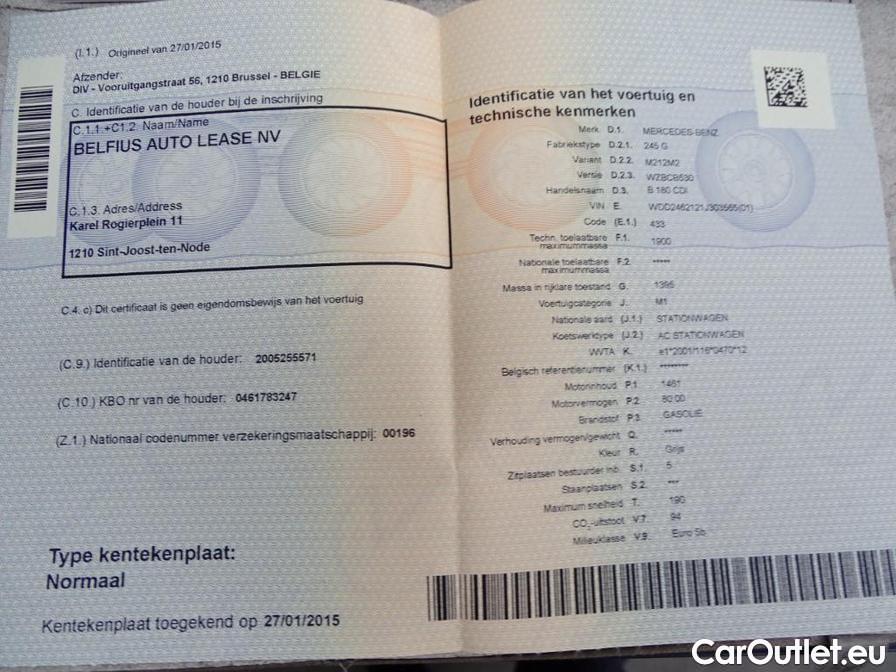 (I.1.) Origineel van 27/01/2015
Afzender:
DIV - Vooruitgangstraat 56, 1210 Brussel - BELGIE
C. Identificatie van de houder bij de inschrijving
C.1.1.+C1.2. Naam/Name
BELFIUS AUTO LEASE NV
C.1.3. Adres/Address
Karel Rogierplein 11
1210 Sint-Joost-ten-Node
C.4. c) Dit certificaat is geen eigendomsbewijs van het voertuig
(C.9.) Identificatie van de houder: 2005255571
(C.10.) KBO nr van de houder: 0461783247
(Z.1.) Nationaal codenummer verzekeringsmaatschappij: 00196
Type kentekenplaat:
Normaal
Kentekenplaat toegekend op 27/01/2015
Identificatie van het voertuig en
technische kenmerken
Merk D.1. MERCEDES-BENZ
Fabriekstype D.2.1. 245 G
Variant D.2.2. M212M2
Versie D.2.3. WZBCB530
Handelsnaam D.3. B 180 CDI
VIN E. WDD2462121J303565(01)
Code (E.1.) 433
Techn. toelaatbare F.1. 1900
maximummassa
Nationale toelaatbare F.2. *****
maximummassa
Massa in rijklare toestand G. 1395
Voertuigcategorie J. M1
Nationale aard (J.1.) STATIONWAGEN
Koetswerktype (J.2.) AC STATIONWAGEN
WVTA K. e1*2001/116*0470*12
Belgisch referentienummer (K.1.) ********
Motorinhoud P.1. 1461
Motorvermogen P.2. 80.00
Brandstof P.3. GASOLIE
Verhouding vermogen/gewicht Q. *****
Kleur R. Grijs
Zitplaatsen bestuurder inb. S.1. 5
Staanplaatsen S.2. ***
Maximum snelheid T. 190
CO₂-uitstoot V.7. 94
Milieuklasse V.9. Euro 5b
CarOutlet.eu